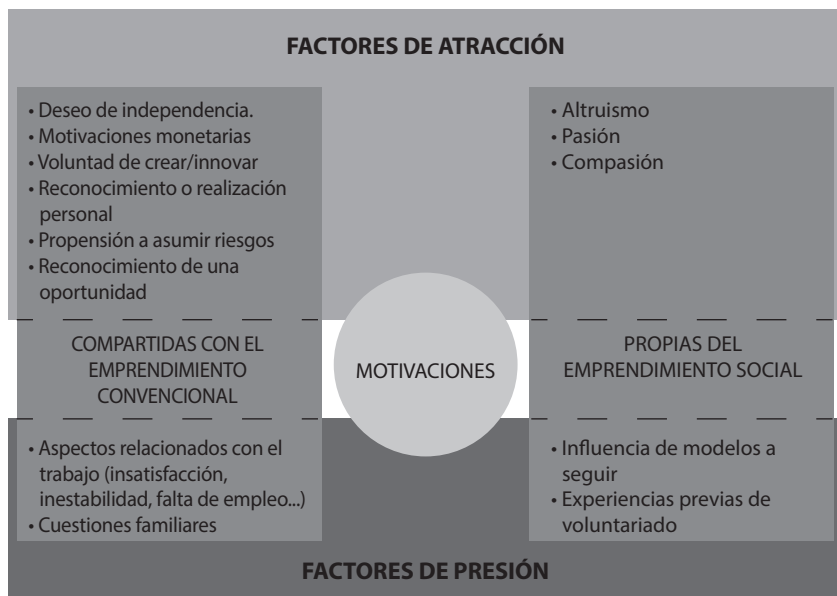 FACTORES DE ATRACCIÓN
• Deseo de independencia.
• Motivaciones monetarias
• Voluntad de crear/innovar
• Reconocimiento o realización
personal
• Propensión a asumir riesgos
• Reconocimiento de una
oportunidad
• Altruismo
• Pasión
• Compasión
COMPARTIDAS CON EL
EMPRENDIMIENTO
CONVENCIONAL
MOTIVACIONES
PROPIAS DEL
EMPRENDIMIENTO SOCIAL
• Aspectos relacionados con el
trabajo (insatisfacción,
inestabilidad, falta de empleo...)
• Cuestiones familiares
• Influencia de modelos a
seguir
• Experiencias previas de
voluntariado
FACTORES DE PRESIÓN